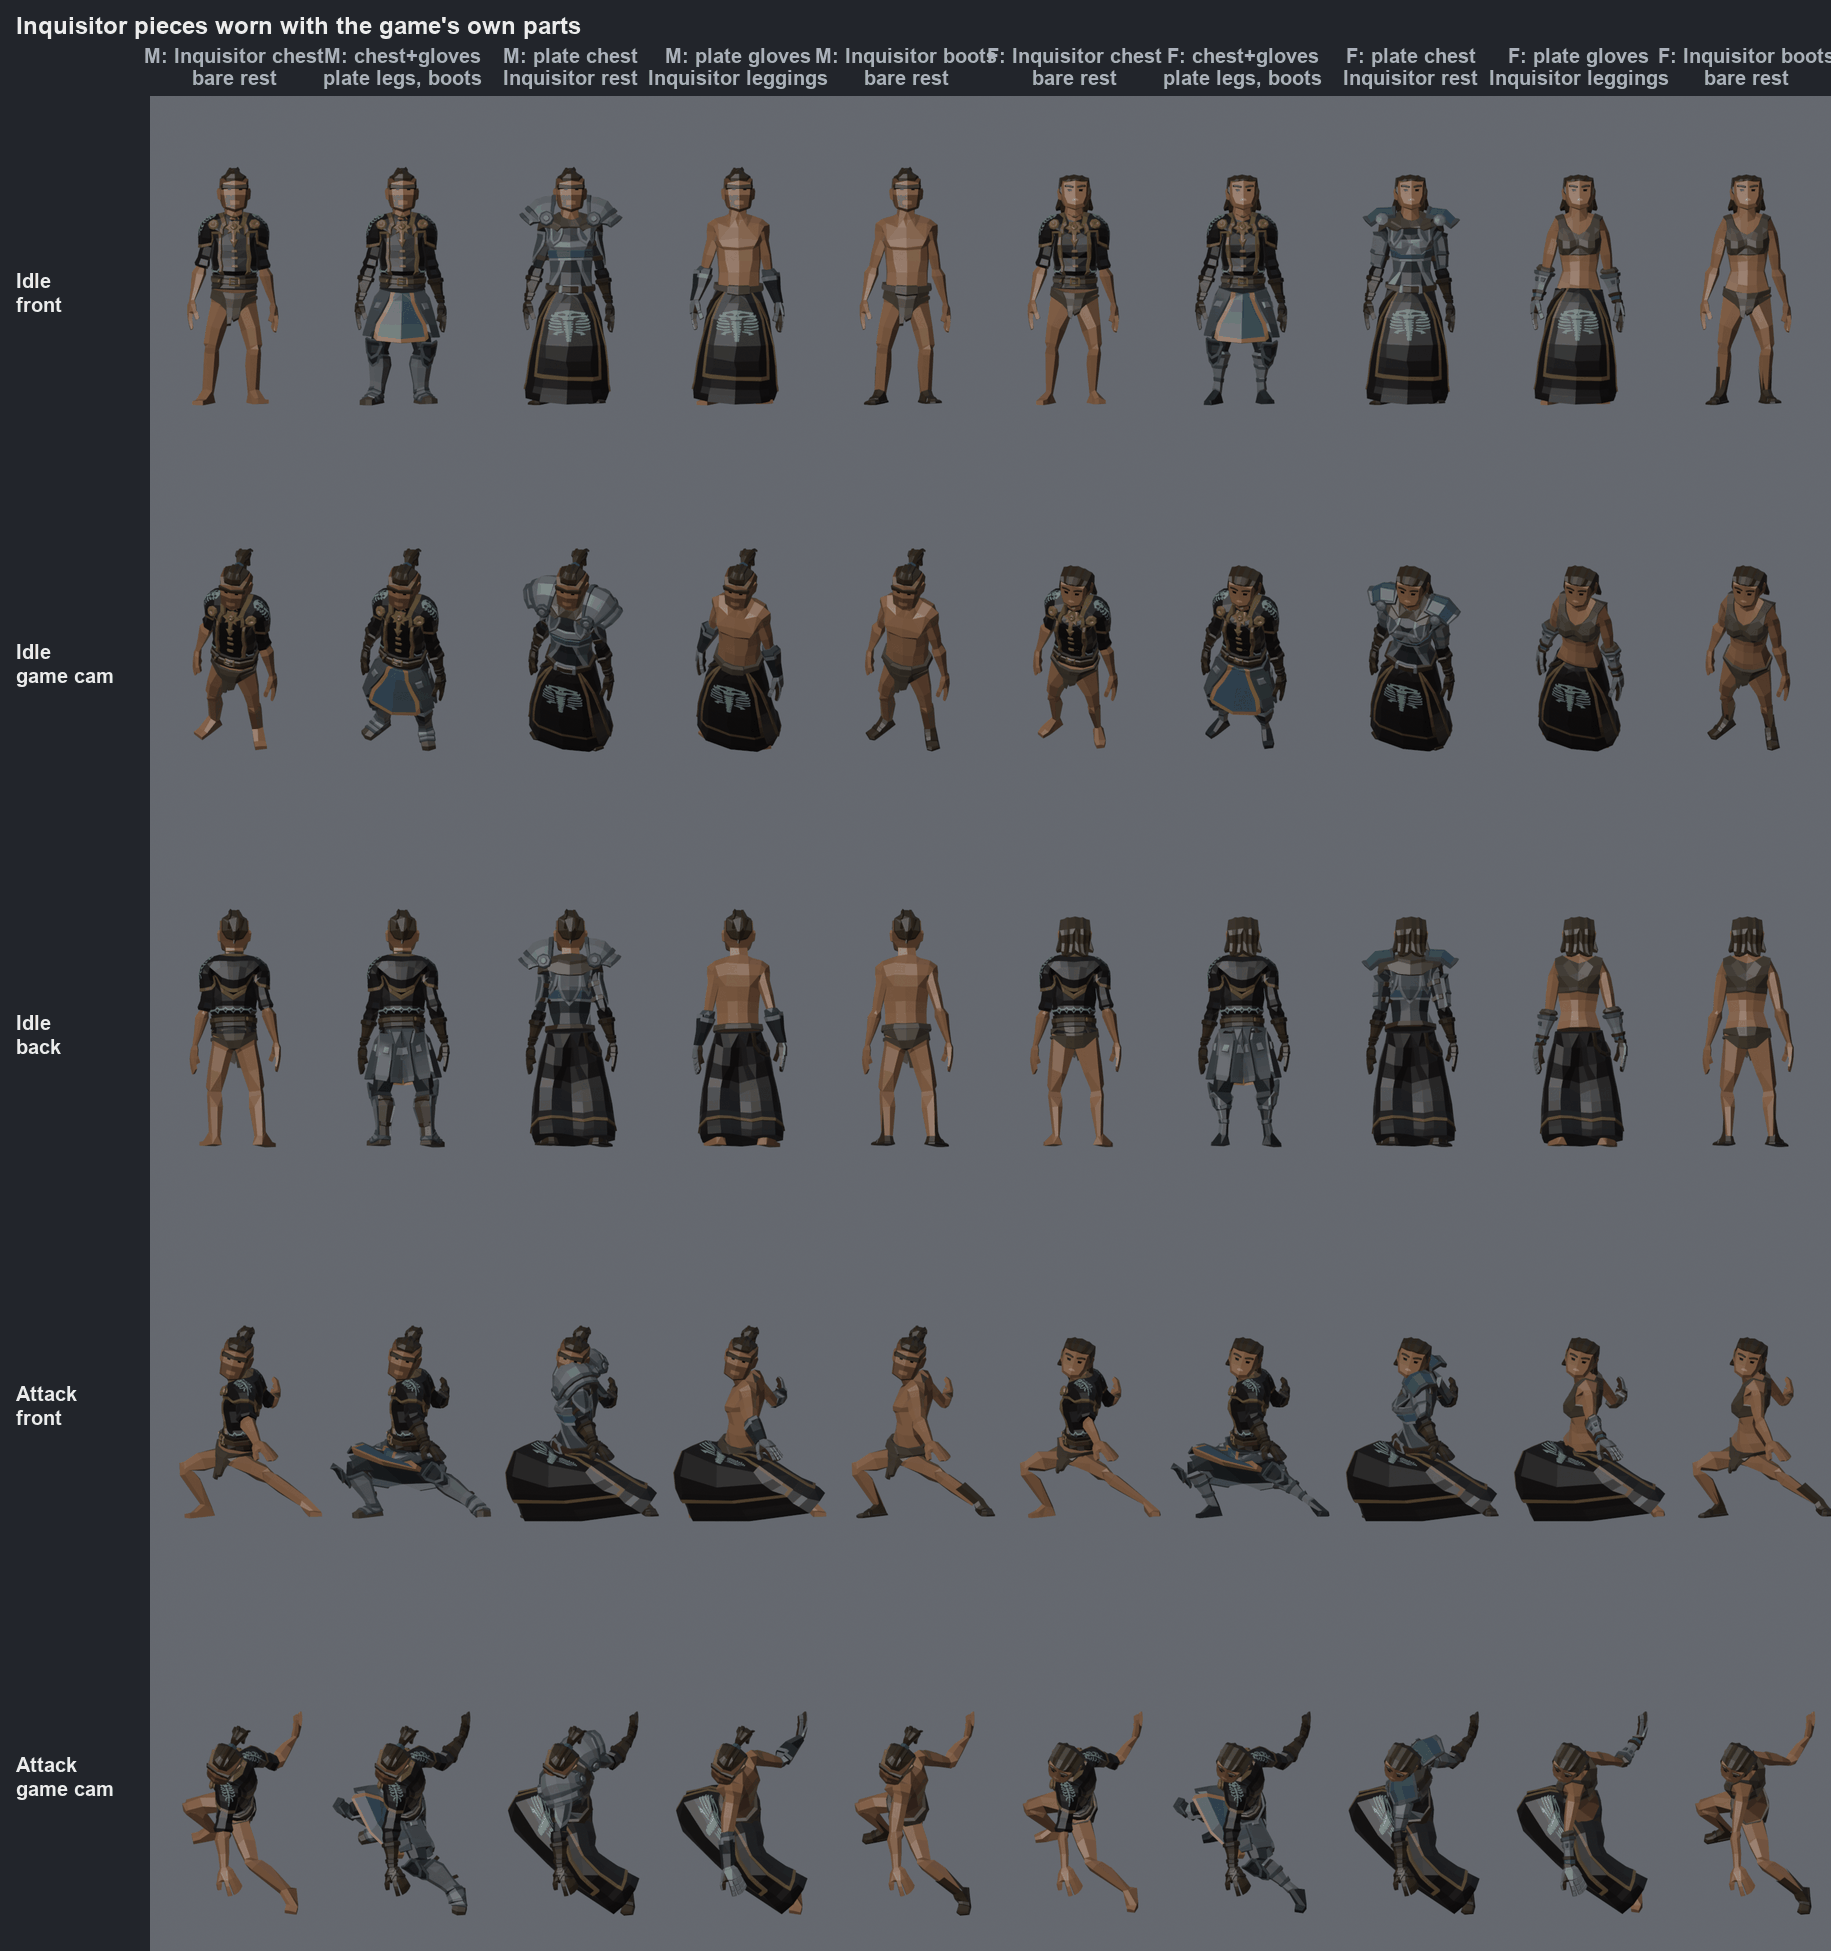 Inquisitor pieces worn with the game's own parts
M: Inquisitor chest
bare rest
M: chest+gloves
plate legs, boots
M: plate chest
Inquisitor rest
M: plate gloves
Inquisitor leggings
M: Inquisitor boots
bare rest
F: Inquisitor chest
bare rest
F: chest+gloves
plate legs, boots
F: plate chest
Inquisitor rest
F: plate gloves
Inquisitor leggings
F: Inquisitor boots
bare rest
Idle
front
Idle
game cam
Idle
back
Attack
front
Attack
game cam